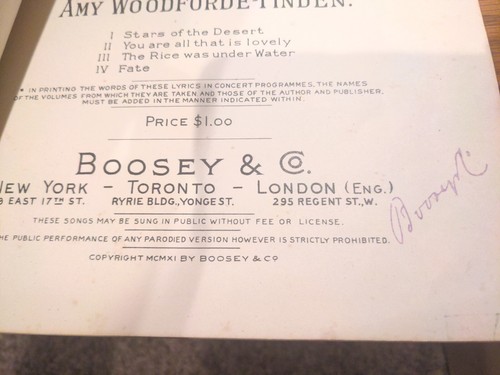 AMY WOODFORDE-FINDEN.
I Stars of the Desert
II You are all that is lovely
III The Rice was under Water
IV Fate
* IN PRINTING THE WORDS OF THESE LYRICS IN CONCERT PROGRAMMES, THE NAMES
OF THE VOLUMES FROM WHICH THEY ARE TAKEN AND THOSE OF THE AUTHOR AND PUBLISHER,
MUST BE ADDED IN THE MANNER INDICATED WITHIN.
PRICE $1.00
BOOSEY & Co.
NEW YORK – TORONTO – LONDON (ENG.)
EAST 17TH ST. RYRIE BLDG., YONGE ST. 295 REGENT ST., W.
THESE SONGS MAY BE SUNG IN PUBLIC WITHOUT FEE OR LICENSE.
THE PUBLIC PERFORMANCE OF ANY PARODIED VERSION HOWEVER IS STRICTLY PROHIBITED.
COPYRIGHT MCMXI BY BOOSEY & Co